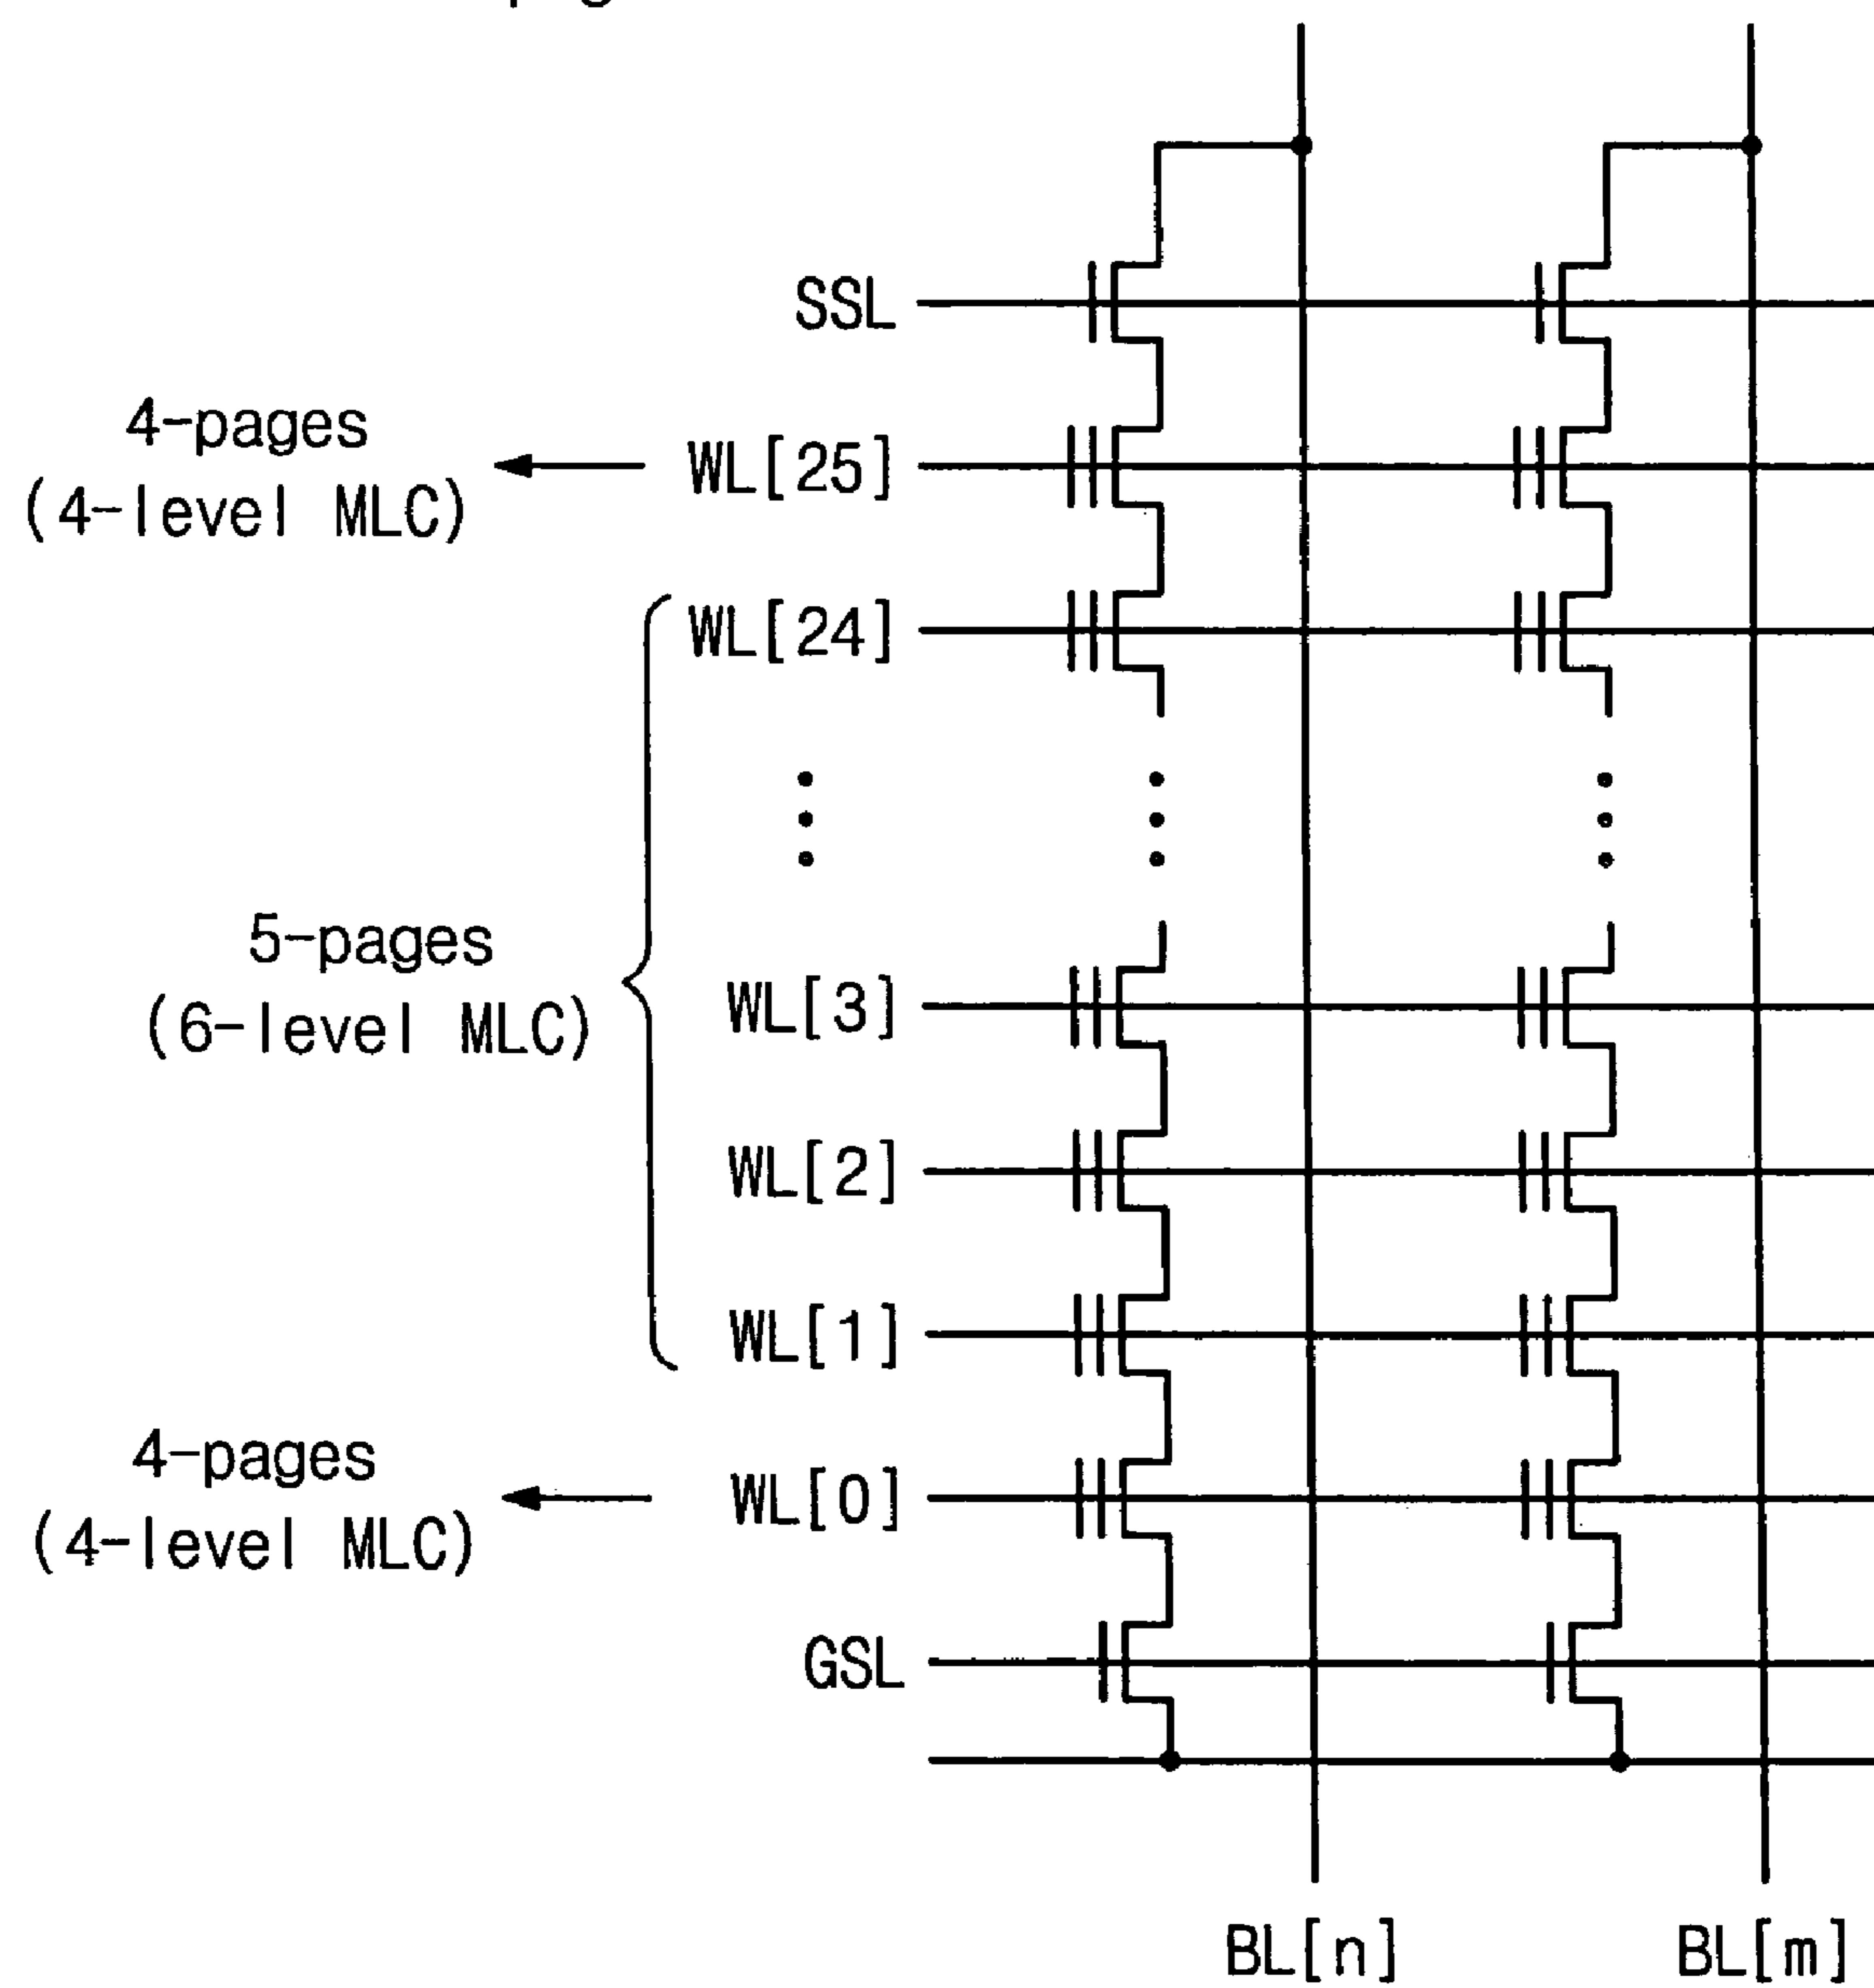 SSL
4-pages
(4-level MLC)
WL[25]
WL[24]
5-pages
(6-level MLC)
WL[3]
WL[2]
WL[1]
4-pages
(4-level MLC)
WL[0]
GSL
BL[n]
BL[m]